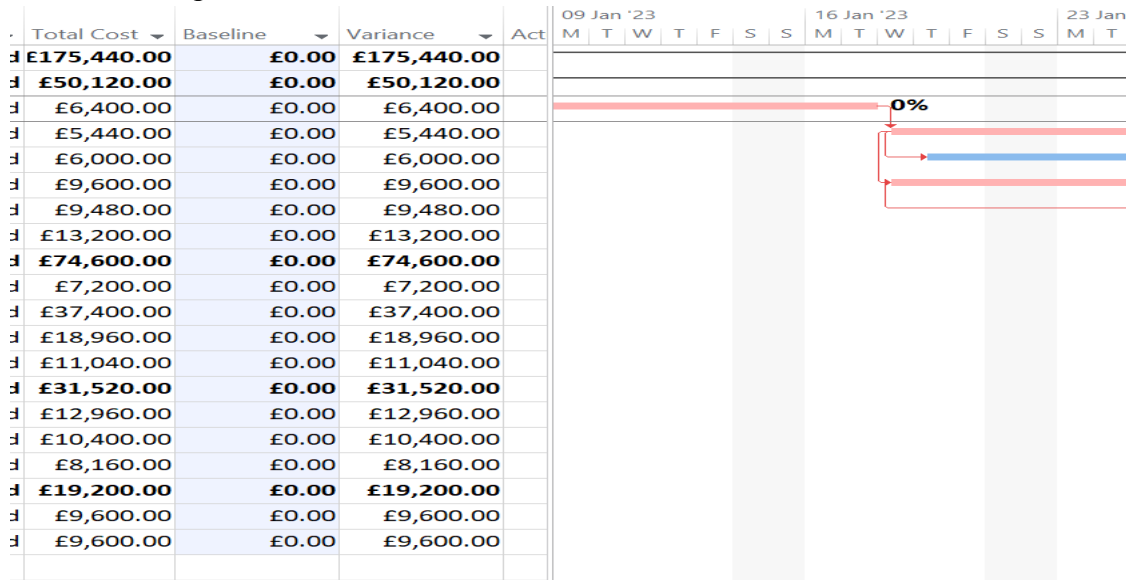 09 Jan '23 16 Jan '23 23 Jan
Total Cost Baseline Variance Act M T W T F S S M T W T F S S M T
d £175,440.00 £0.00 £175,440.00
d £50,120.00 £0.00 £50,120.00
d £6,400.00 £0.00 £6,400.00 0%
d £5,440.00 £0.00 £5,440.00
d £6,000.00 £0.00 £6,000.00
d £9,600.00 £0.00 £9,600.00
d £9,480.00 £0.00 £9,480.00
d £13,200.00 £0.00 £13,200.00
d £74,600.00 £0.00 £74,600.00
d £7,200.00 £0.00 £7,200.00
d £37,400.00 £0.00 £37,400.00
d £18,960.00 £0.00 £18,960.00
d £11,040.00 £0.00 £11,040.00
d £31,520.00 £0.00 £31,520.00
d £12,960.00 £0.00 £12,960.00
d £10,400.00 £0.00 £10,400.00
d £8,160.00 £0.00 £8,160.00
d £19,200.00 £0.00 £19,200.00
d £9,600.00 £0.00 £9,600.00
d £9,600.00 £0.00 £9,600.00